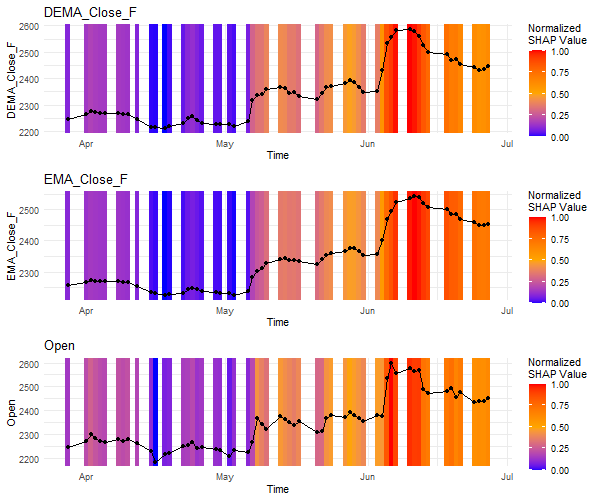 DEMA_Close_F
2600
2500
2400
2300
2200
DEMA_Close_F
Apr May Jun Jul
Time
Normalized
SHAP Value
1.00
0.75
0.50
0.25
0.00
EMA_Close_F
2500
2400
2300
EMA_Close_F
Apr May Jun Jul
Time
Normalized
SHAP Value
1.00
0.75
0.50
0.25
0.00
Open
2600
2500
2400
2300
2200
Open
Apr May Jun Jul
Time
Normalized
SHAP Value
1.00
0.75
0.50
0.25
0.00